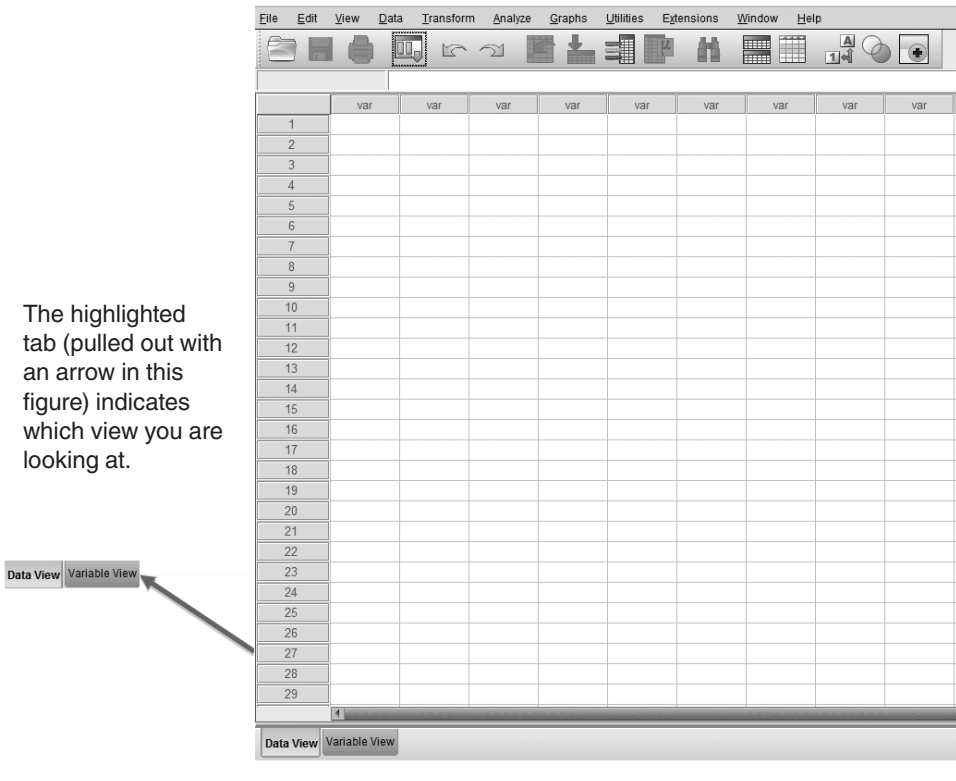 File Edit View Data Transform Analyze Graphs Utilities Extensions Window Help
A
1
μ
var var var var var var var var var
1
2
3
4
5
6
7
8
9
10
11
12
13
14
15
16
17
18
19
20
21
22
23
24
25
26
27
28
29
The highlighted
tab (pulled out with
an arrow in this
figure) indicates
which view you are
looking at.
Data View Variable View
Data View Variable View